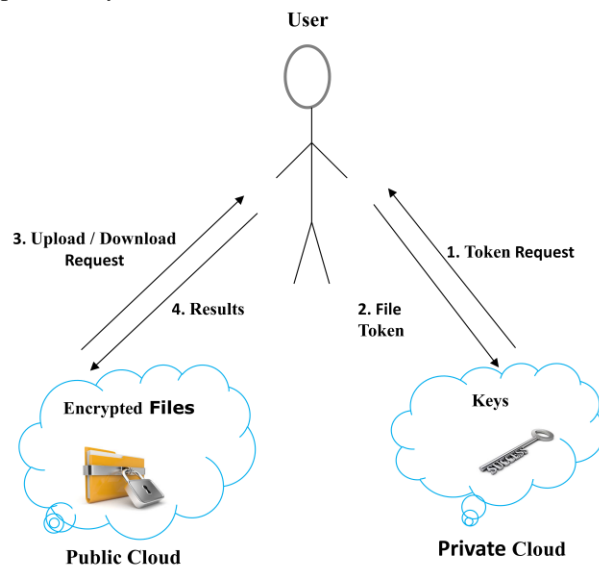 User
3. Upload / Download
Request
1. Token Request
4. Results
2. File
Token
Encrypted Files
Keys
SUCCESS
Public Cloud
Private Cloud